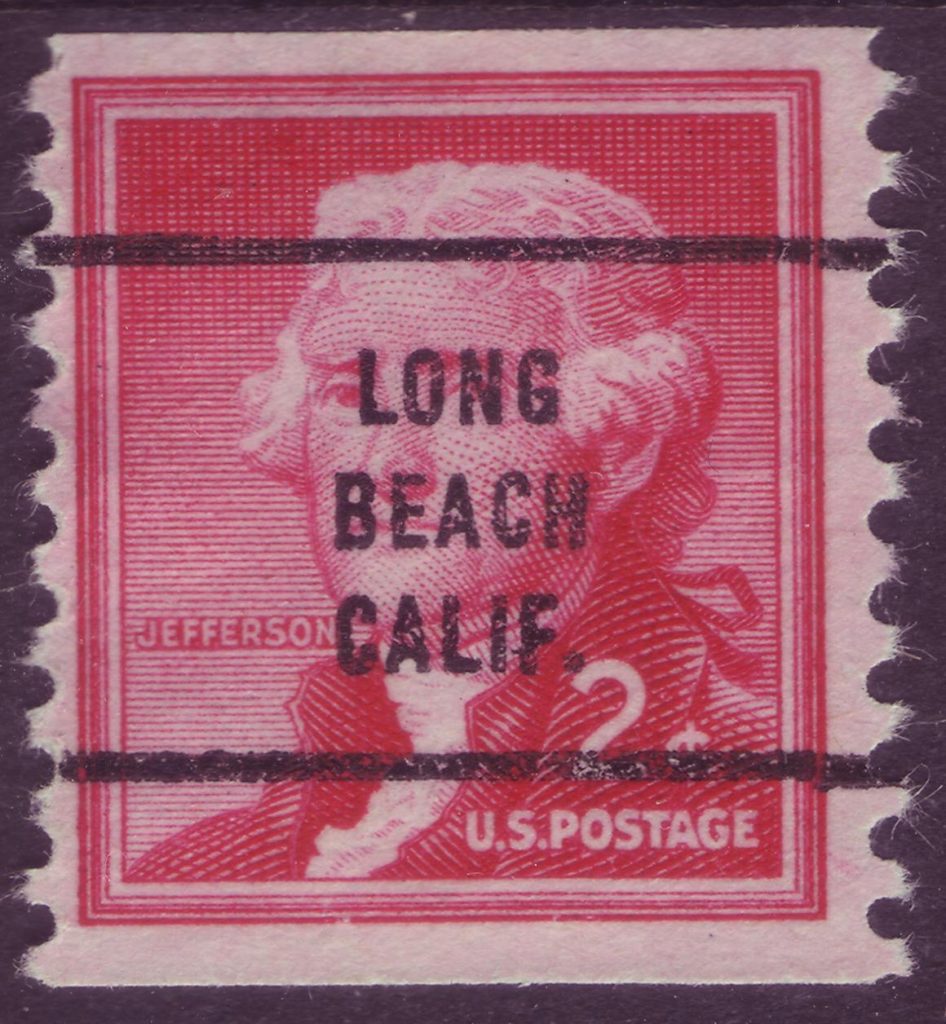 LONG
BEACH
CALIF.
JEFFERSON
2¢
U.S.POSTAGE